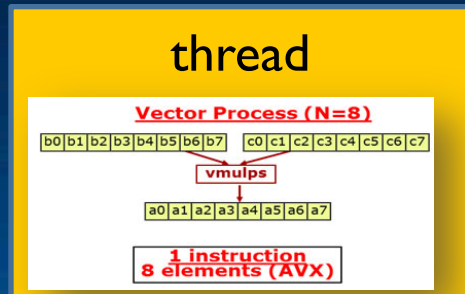 thread
Vector Process (N=8)
b0 b1 b2 b3 b4 b5 b6 b7 c0 c1 c2 c3 c4 c5 c6 c7
vmulps
a0 a1 a2 a3 a4 a5 a6 a7
1 instruction
8 elements (AVX)